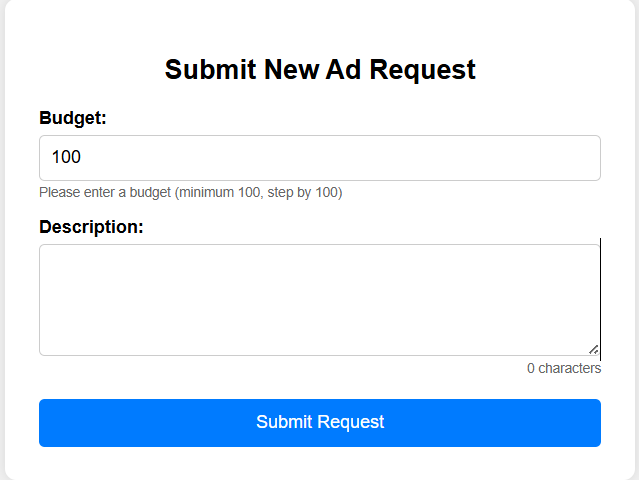 Submit New Ad Request
Budget:
100
Please enter a budget (minimum 100, step by 100)
Description:
0 characters
Submit Request